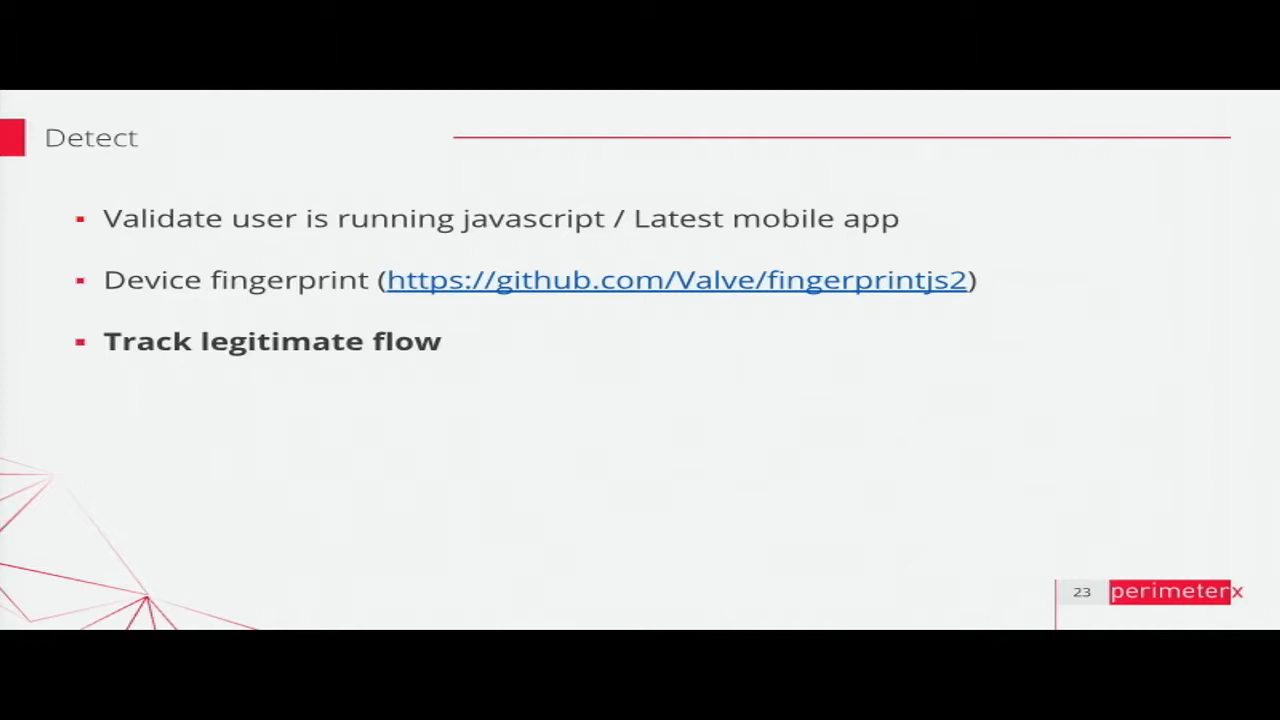 Detect
Validate user is running javascript / Latest mobile app
Device fingerprint (https://github.com/Valve/fingerprintjs2)
Track legitimate flow
23
perimeterx